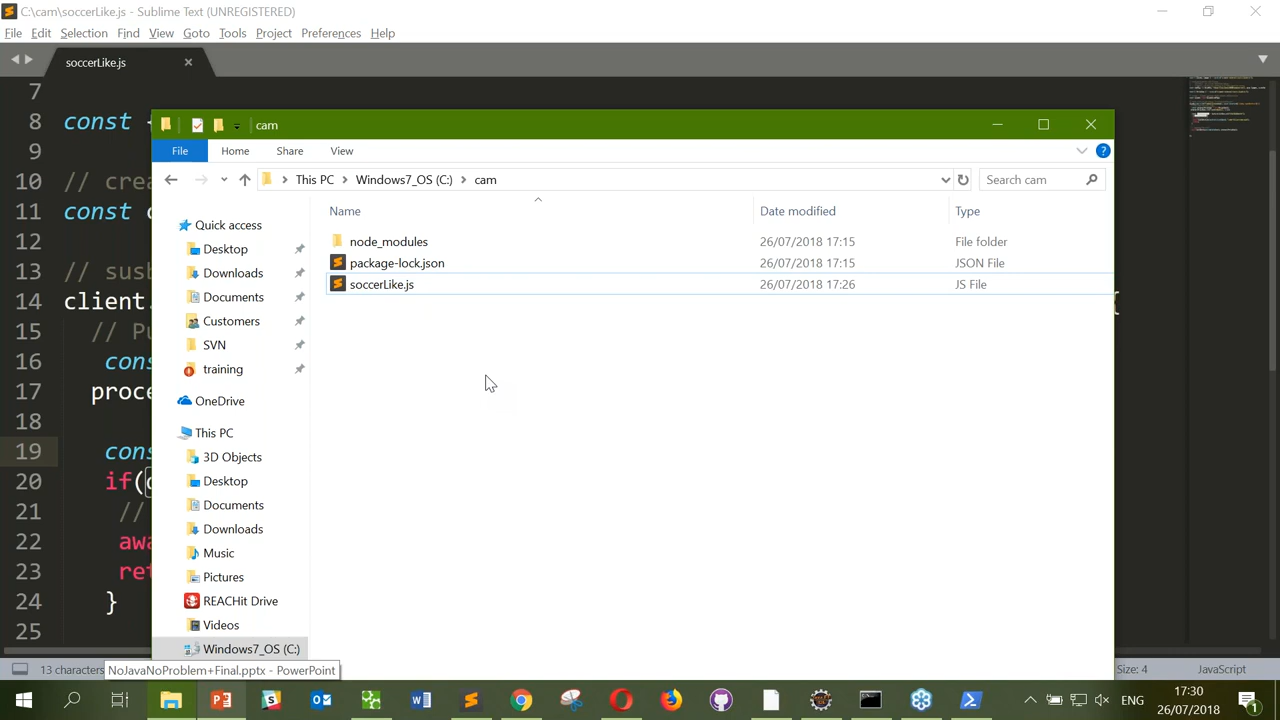 C:\cam\soccerLike.js - Sublime Text (UNREGISTERED)
File Edit Selection Find View Goto Tools Project Preferences Help
soccerLike.js
7
8 const {
9
10 // crea
11 const c
12
13 // susb
14 client.
15 // Pu
16 cons
17 proce
18
19 cons
20 if(
21 //
22 awa
23 ret
24 }
25
cam
File Home Share View
This PC Windows7_OS (C:) cam
Search cam
Name Date modified Type
node_modules 26/07/2018 17:15 File folder
package-lock.json 26/07/2018 17:15 JSON File
soccerLike.js 26/07/2018 17:26 JS File
Quick access
Desktop
Downloads
Documents
Customers
SVN
training
OneDrive
This PC
3D Objects
Desktop
Documents
Downloads
Music
Pictures
REACHit Drive
Videos
Windows7_OS (C:)
{
13 characters
NoJavaNoProblem+Final.pptx - PowerPoint
Size: 4 JavaScript
ENG
17:30
26/07/2018
1